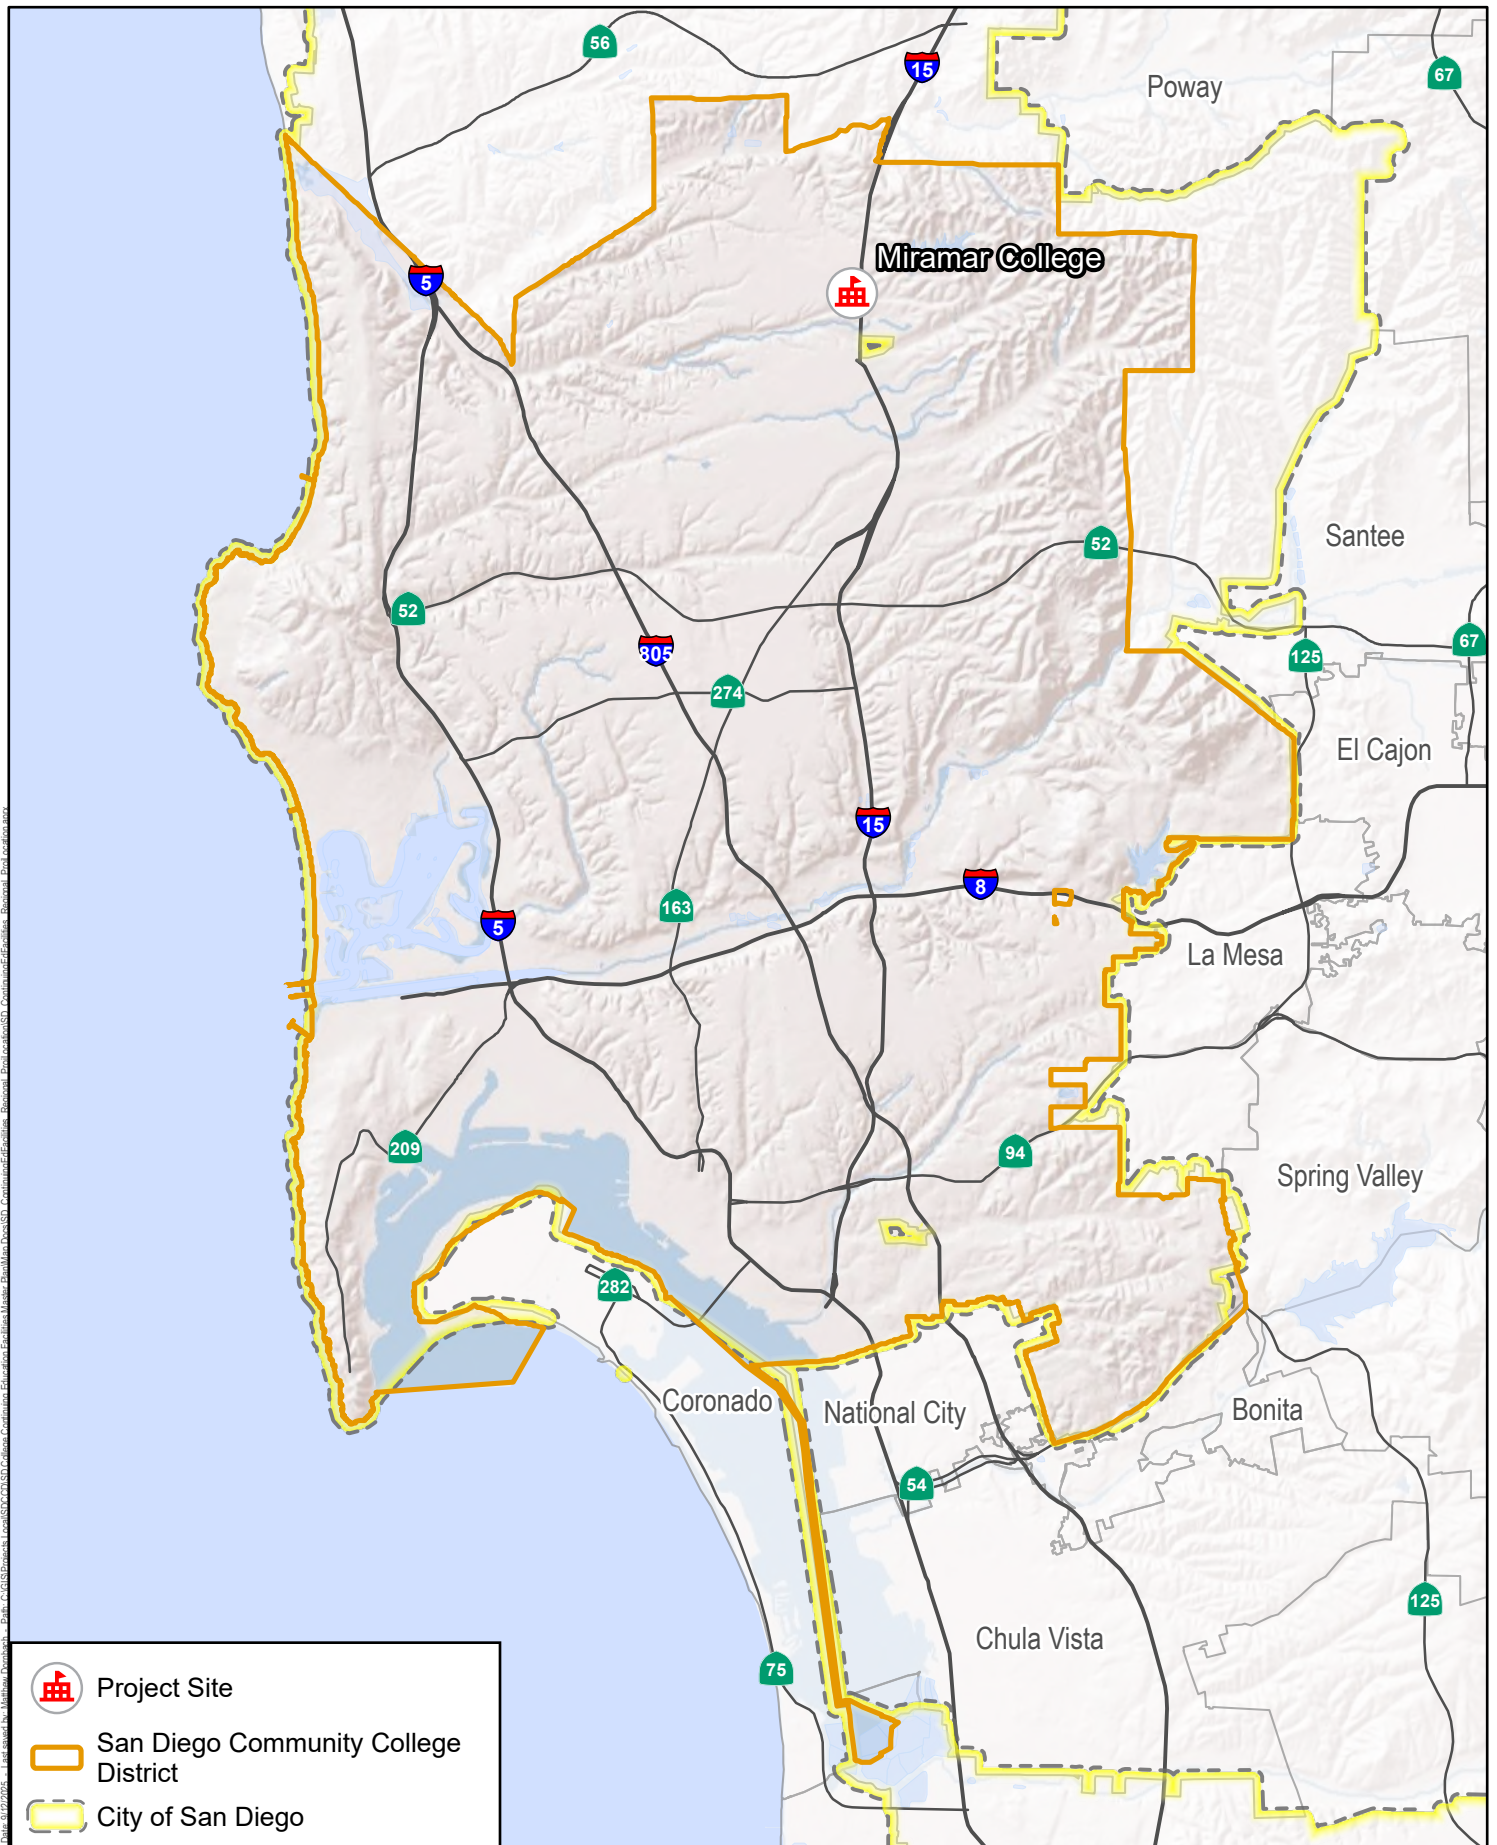 56
15
67
Poway
Miramar College
5
52
Santee
52
67
805
125
274
El Cajon
15
8
163
5
La Mesa
209
94
Spring Valley
282
Coronado
National City
Bonita
54
125
Chula Vista
75
Project Site
San Diego Community College
District
City of San Diego